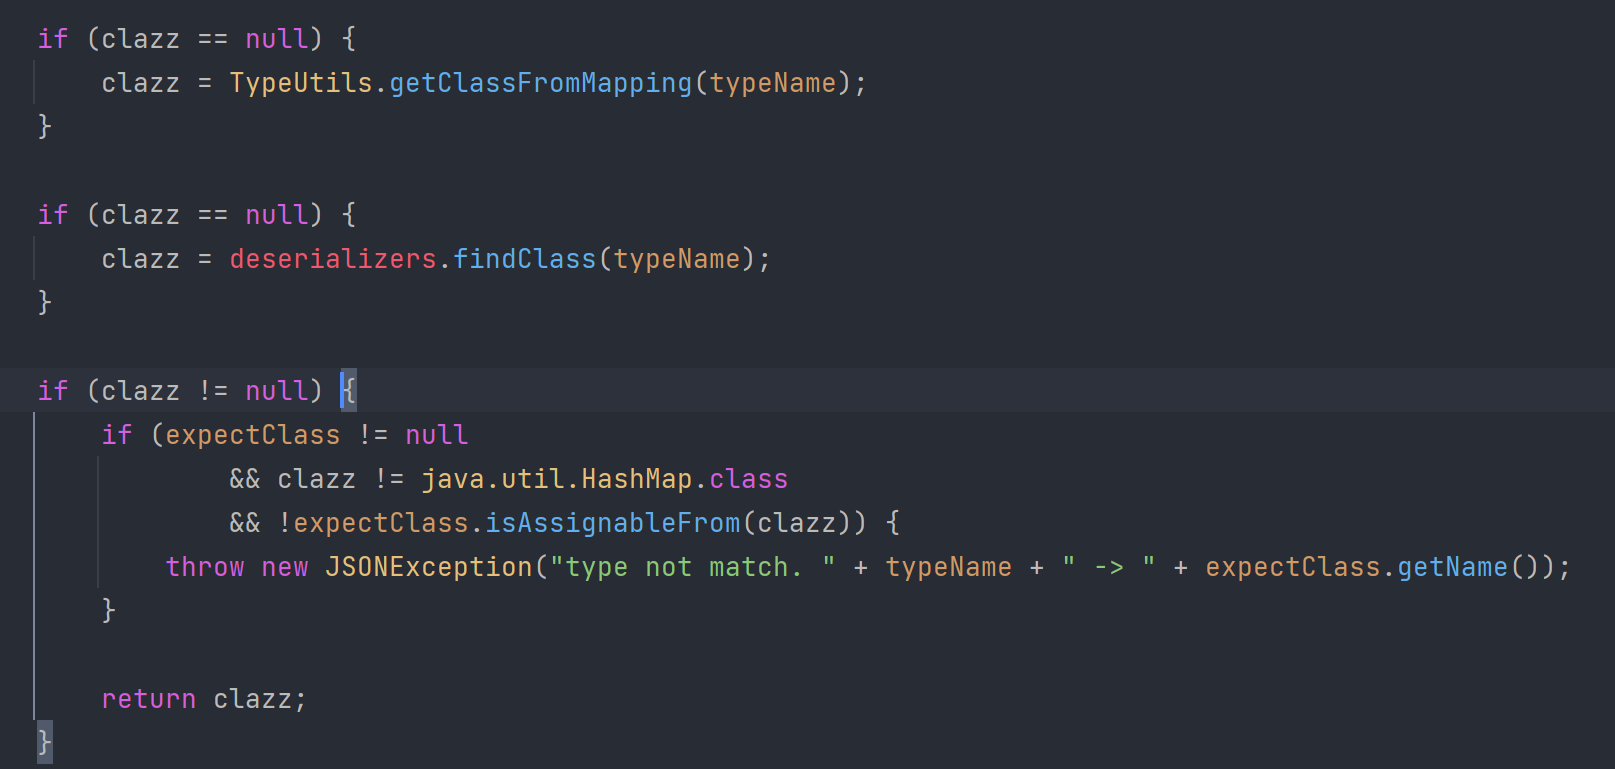 if (clazz == null) {
    clazz = TypeUtils.getClassFromMapping(typeName);
}
if (clazz == null) {
    clazz = deserializers.findClass(typeName);
}
if (clazz != null) {
    if (expectClass != null
            && clazz != java.util.HashMap.class
            && !expectClass.isAssignableFrom(clazz)) {
        throw new JSONException("type not match. " + typeName + " -> " + expectClass.getName());
    }
    return clazz;
}